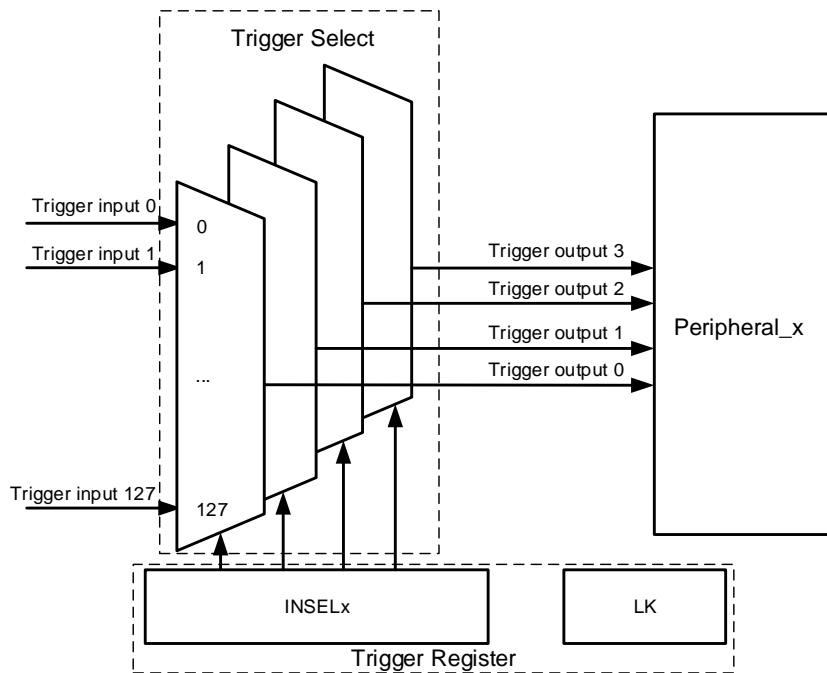 Trigger Select
Trigger input 0
0
Trigger input 1
1
Trigger output 3
Trigger output 2
Peripheral_x
Trigger output 1
Trigger output 0
...
Trigger input 127
127
INSELx
LK
Trigger Register